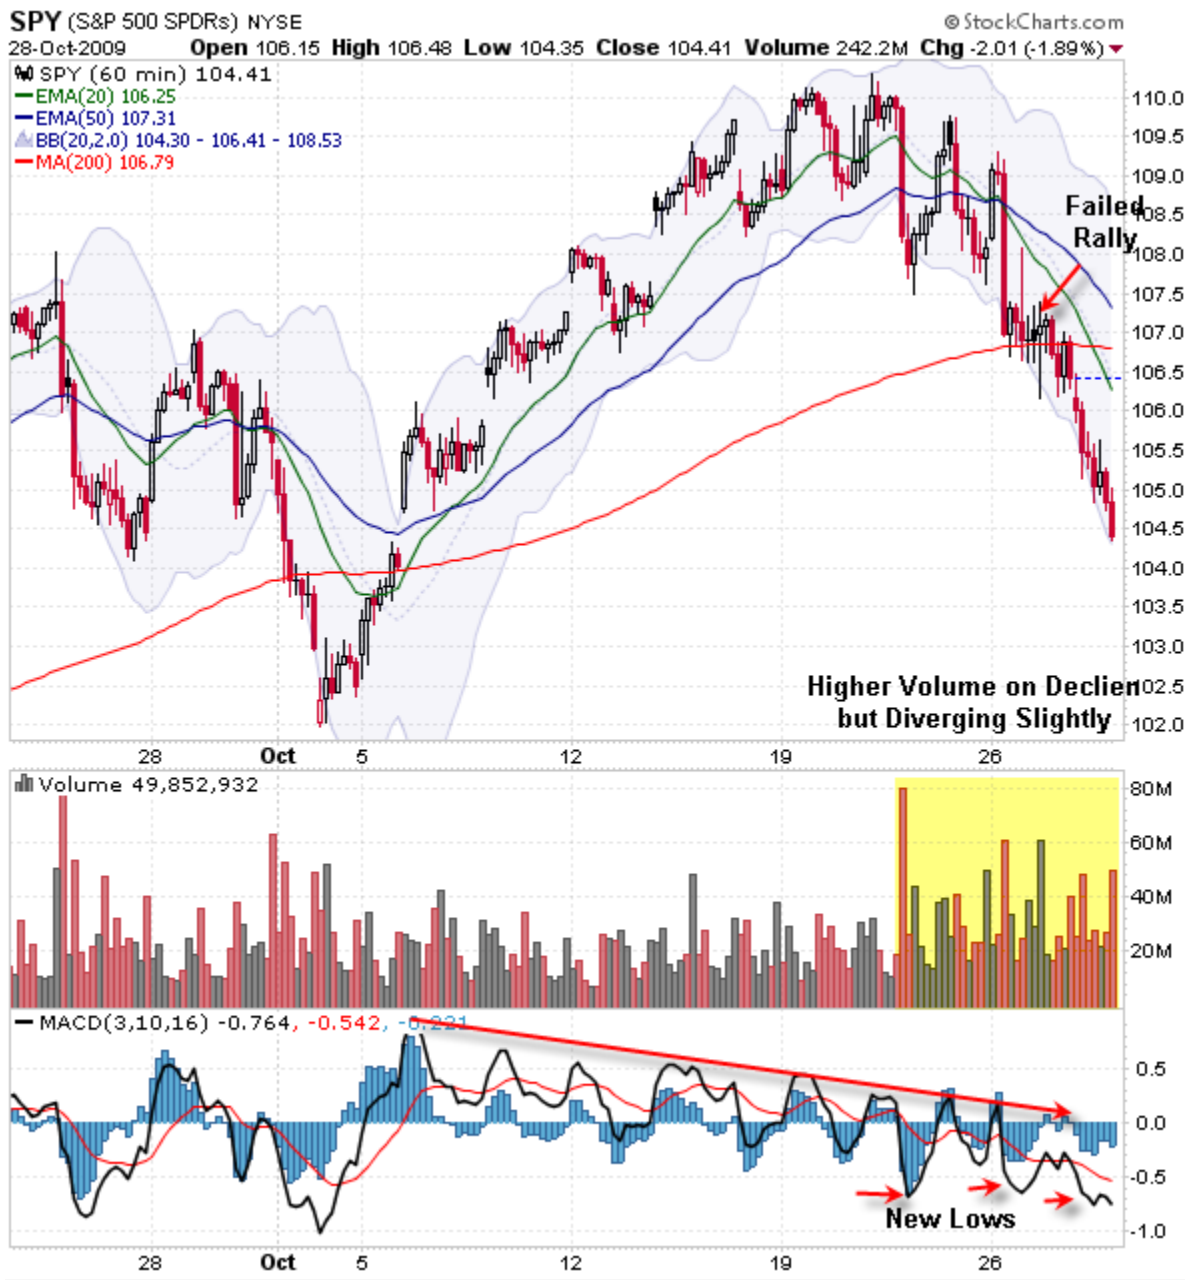 SPY (S&P 500 SPDRs) NYSE © StockCharts.com
28-Oct-2009 Open 106.15 High 106.48 Low 104.35 Close 104.41 Volume 242.2M Chg -2.01 (-1.89%)
SPY (60 min) 104.41
EMA(20) 106.25
EMA(50) 107.31
BB(20,2.0) 104.30 - 106.41 - 108.53
MA(200) 106.79
110.0
109.5
109.0
Failed
108.5
Rally
108.0
107.5
107.0
106.5
106.0
105.5
105.0
104.5
104.0
103.5
103.0
Higher Volume on Declien
102.5
but Diverging Slightly
102.0
28 Oct 5 12 19 26
Volume 49,852,932
80M
60M
40M
20M
MACD(3,10,16) -0.764, -0.542, -0.221
0.5
0.0
-0.5
New Lows
-1.0
28 Oct 5 12 19 26